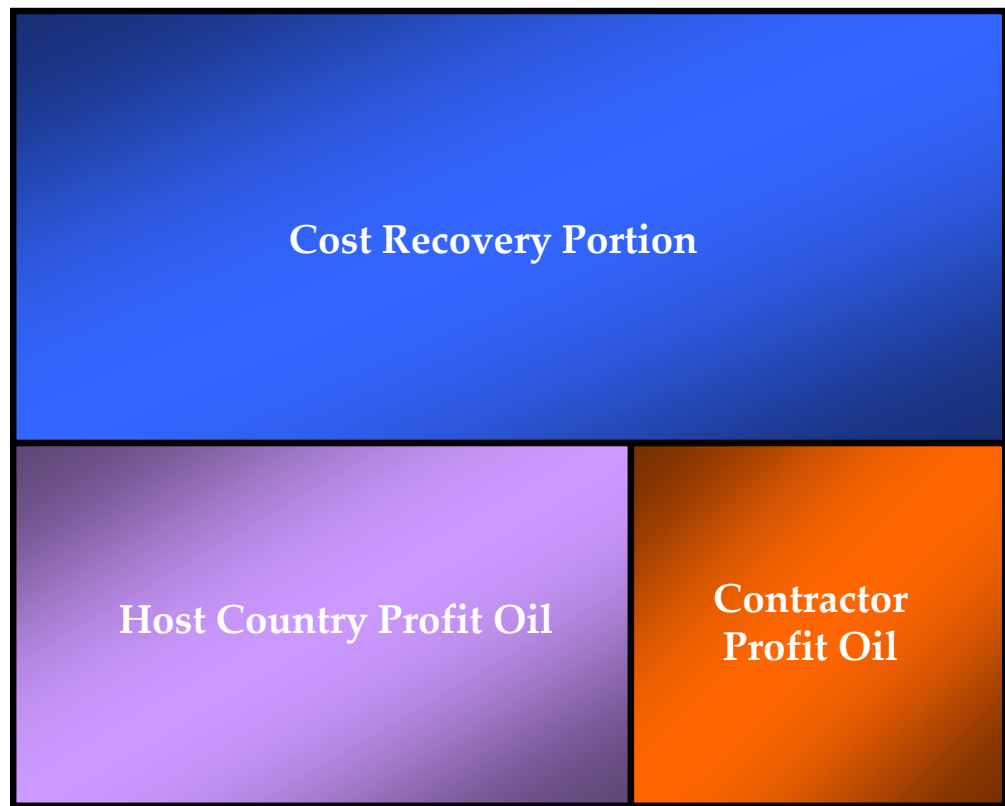 Cost Recovery Portion
Host Country Profit Oil
Contractor
Profit Oil